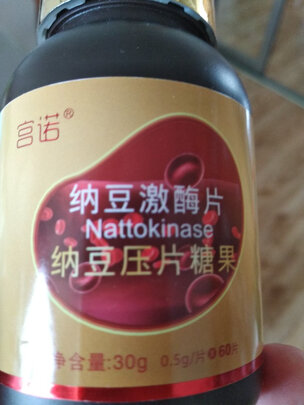 宫诺®
纳豆激酶片
Nattokinase
纳豆压片糖果
净含量:30g 0.5g/片*60片